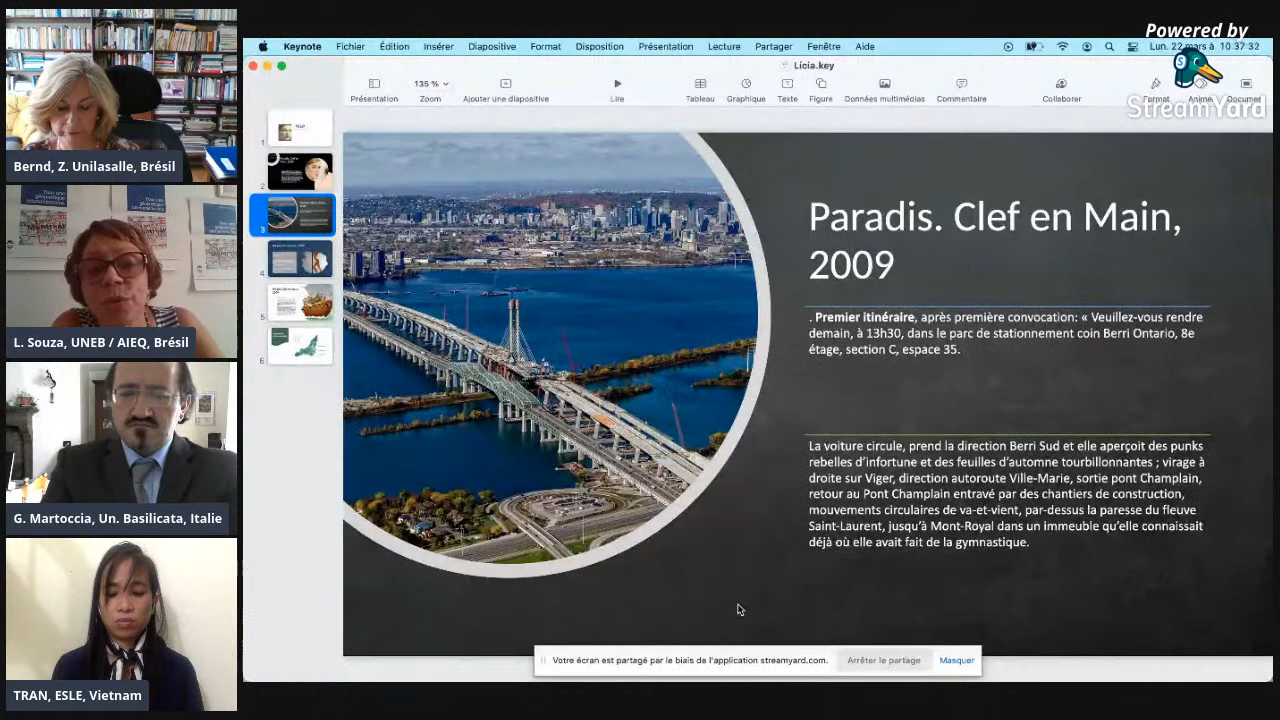 Powered by
StreamYard
Keynote Fichier Édition Insérer Diapositive Format Disposition Présentation Lecture Partager Fenêtre Aide
Lun. 22 mars à 10:37:32
Lícia.key
135 %
Présentation Zoom Ajouter une diapositive Lire Tableau Graphique Texte Figure Données multimédias Commentaire Collaborer Format
1
2
3
4
5
6
Paradis. Clef en Main,
2009
. Premier itinéraire, après première convocation: « Veuillez-vous rendre
demain, à 13h30, dans le parc de stationnement coin Berri Ontario, 8e
étage, section C, espace 35.
La voiture circule, prend la direction Berri Sud et elle aperçoit des punks
rebelles d’infortune et des feuilles d’automne tourbillonnantes ; virage à
droite sur Viger, direction autoroute Ville-Marie, sortie pont Champlain,
retour au Pont Champlain entravé par des chantiers de construction,
mouvements circulaires de va-et-vient, par-dessus la paresse du fleuve
Saint-Laurent, jusqu’à Mont-Royal dans un immeuble qu’elle connaissait
déjà où elle avait fait de la gymnastique.
Votre écran est partagé par le biais de l'application streamyard.com.
Arrêter le partage
Masquer
Bernd, Z. Unilasalle, Brésil
L. Souza, UNEB / AIEQ, Brésil
G. Martoccia, Un. Basilicata, Italie
TRAN, ESLE, Vietnam